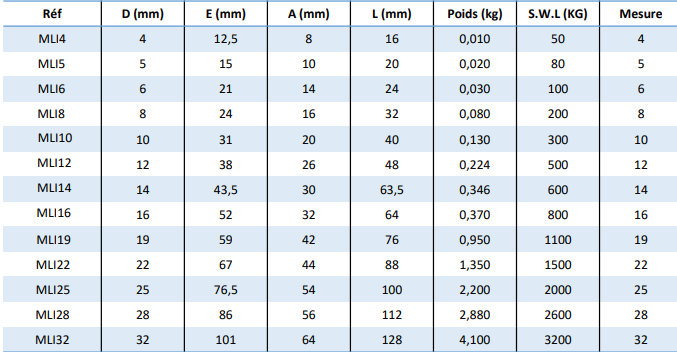 Réf D (mm) E (mm) A (mm) L (mm) Poids (kg) S.W.L (KG) Mesure
MLI4 4 12,5 8 16 0,010 50 4
MLI5 5 15 10 20 0,020 80 5
MLI6 6 21 14 24 0,030 100 6
MLI8 8 24 16 32 0,080 200 8
MLI10 10 31 20 40 0,130 300 10
MLI12 12 38 26 48 0,224 500 12
MLI14 14 43,5 30 63,5 0,346 600 14
MLI16 16 52 32 64 0,370 800 16
MLI19 19 59 42 76 0,950 1100 19
MLI22 22 67 44 88 1,350 1500 22
MLI25 25 76,5 54 100 2,200 2000 25
MLI28 28 86 56 112 2,880 2600 28
MLI32 32 101 64 128 4,100 3200 32